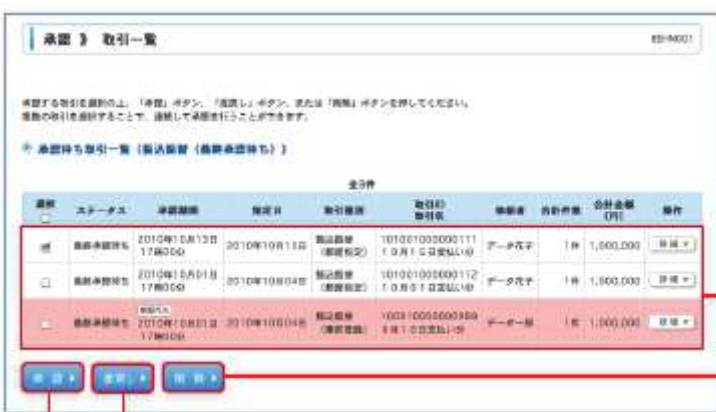 承認 》 取引一覧
承認する取引を選択の上、「承認」ボタン、「差戻し」ボタン、または「削除」ボタンを押してください。
複数の取引を選択することで、連続して承認を行うことができます。
承認待ち取引一覧（振込振替（最終承認待ち））
全3件
選択 ステータス 承認期限 指定日 取引種別 取引ID 取引名 依頼者 合計件数 合計金額(円) 操作
最終承認待ち 2010年10月13日 17時00分 2010年10月15日 振込振替 データ花子 1件 1,000,000 詳細
最終承認待ち 2010年10月01日 17時00分 2010年10月04日 振込振替 データ花子 1件 1,000,000 詳細
最終承認待ち 期限切れ 2010年10月01日 17時00分 2010年10月04日 振込振替 1件 1,000,000 詳細
承認 差戻し 削除